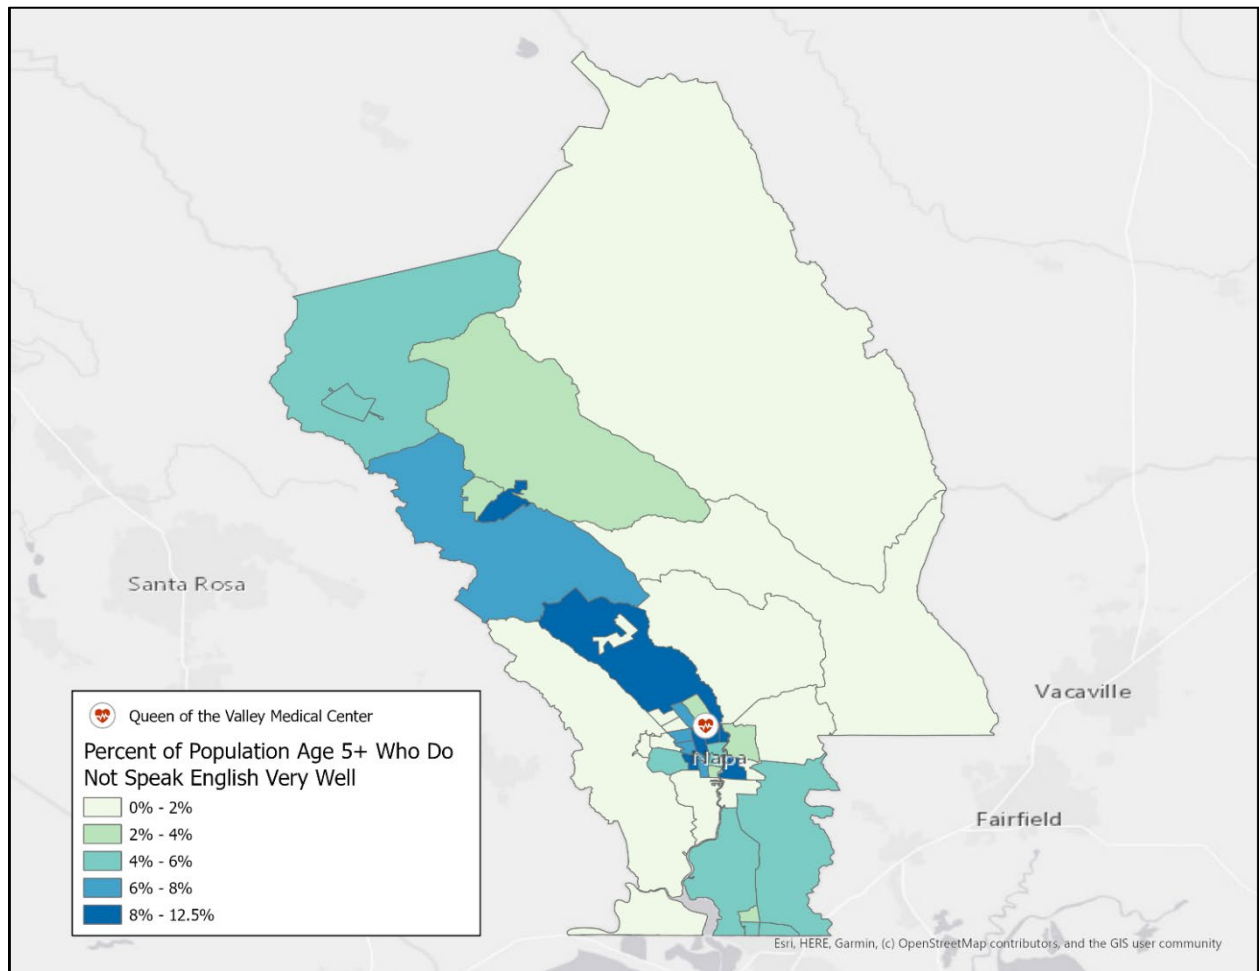 Santa Rosa
Vacaville
Napa
Fairfield
Queen of the Valley Medical Center
Percent of Population Age 5+ Who Do
Not Speak English Very Well
0% - 2%
2% - 4%
4% - 6%
6% - 8%
8% - 12.5%
Esri, HERE, Garmin, (c) OpenStreetMap contributors, and the GIS user community